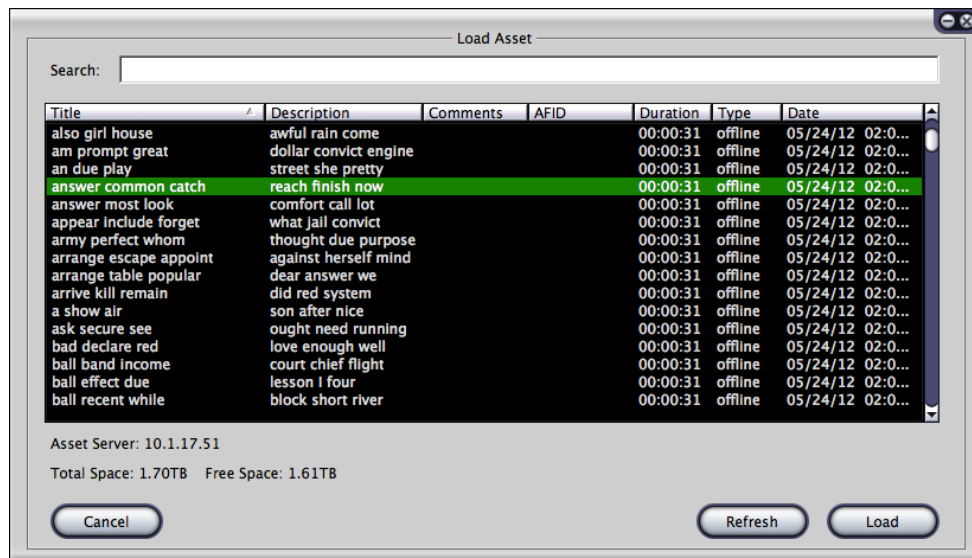 Load Asset
Search:
Title Description Comments AFID Duration Type Date
also girl house awful rain come 00:00:31 offline 05/24/12 02:0...
am prompt great dollar convict engine 00:00:31 offline 05/24/12 02:0...
an due play street she pretty 00:00:31 offline 05/24/12 02:0...
answer common catch reach finish now 00:00:31 offline 05/24/12 02:0...
answer most look comfort call lot 00:00:31 offline 05/24/12 02:0...
appear include forget what jail convict 00:00:31 offline 05/24/12 02:0...
army perfect whom thought due purpose 00:00:31 offline 05/24/12 02:0...
arrange escape appoint against herself mind 00:00:31 offline 05/24/12 02:0...
arrange table popular dear answer we 00:00:31 offline 05/24/12 02:0...
arrive kill remain did red system 00:00:31 offline 05/24/12 02:0...
a show air son after nice 00:00:31 offline 05/24/12 02:0...
ask secure see ought need running 00:00:31 offline 05/24/12 02:0...
bad declare red love enough well 00:00:31 offline 05/24/12 02:0...
ball band income court chief flight 00:00:31 offline 05/24/12 02:0...
ball effect due lesson I four 00:00:31 offline 05/24/12 02:0...
ball recent while block short river 00:00:31 offline 05/24/12 02:0...
Asset Server: 10.1.17.51
Total Space: 1.70TB Free Space: 1.61TB
Cancel Refresh Load